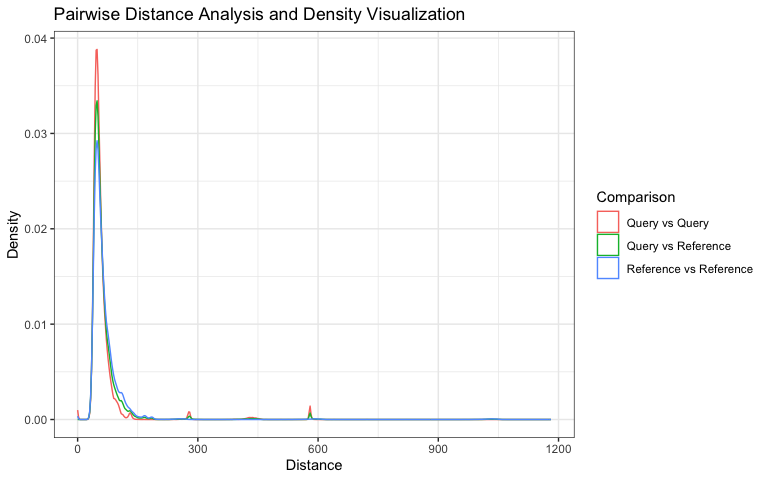 Pairwise Distance Analysis and Density Visualization
0.04
0.03
0.02
0.01
0.00
Density
0 300 600 900 1200
Distance
Comparison
Query vs Query
Query vs Reference
Reference vs Reference